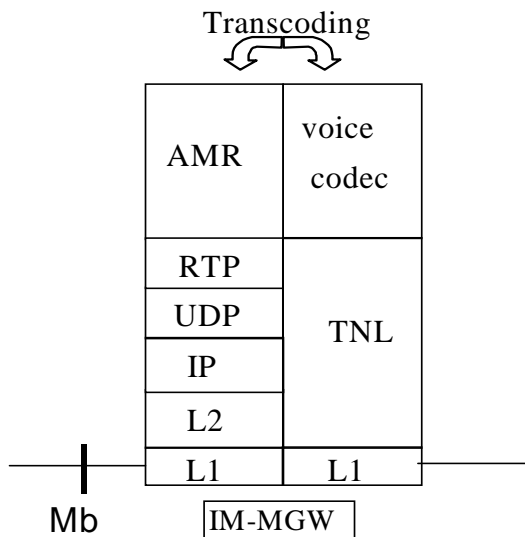 Transcoding
AMR
voice
codec
RTP
UDP
TNL
IP
L2
L1
L1
Mb
IM-MGW